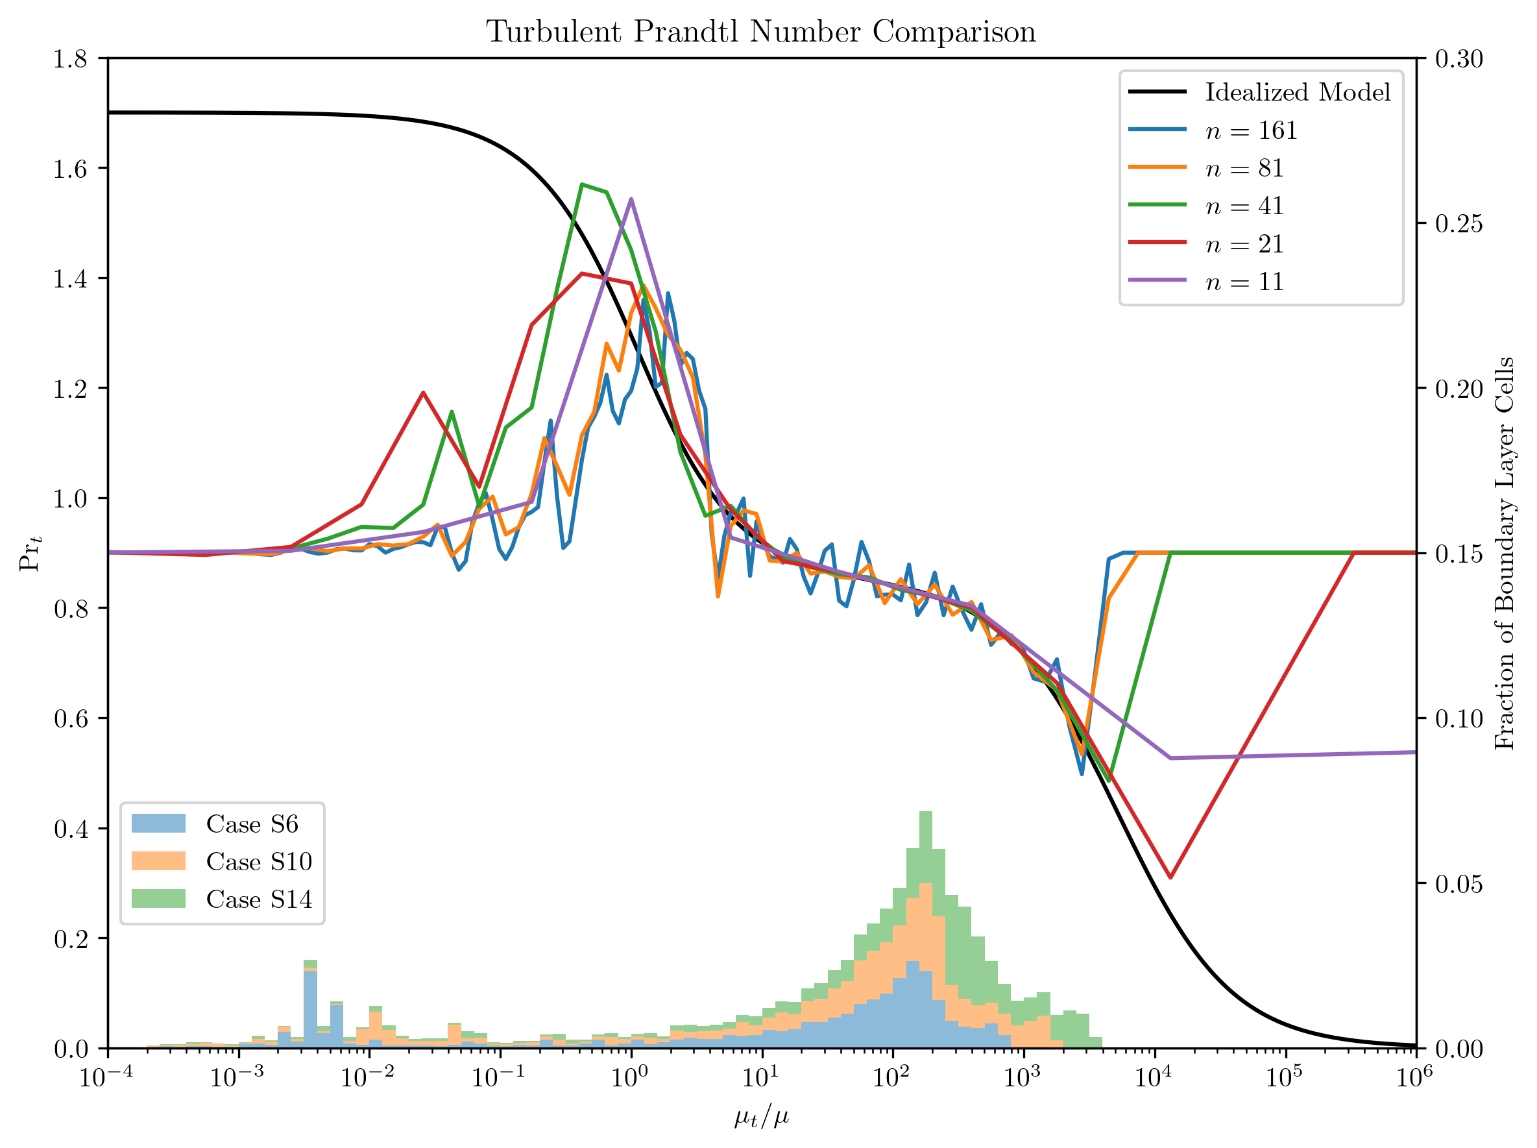 Turbulent Prandtl Number Comparison
1.8
1.6
1.4
1.2
1.0
0.8
0.6
0.4
0.2
0.0
Pr_t
0.30
0.25
0.20
0.15
0.10
0.05
0.00
Fraction of Boundary Layer Cells
Idealized Model
n = 161
n = 81
n = 41
n = 21
n = 11
Case S6
Case S10
Case S14
10^{-4} 10^{-3} 10^{-2} 10^{-1} 10^0 10^1 10^2 10^3 10^4 10^5 10^6
μ_t/μ